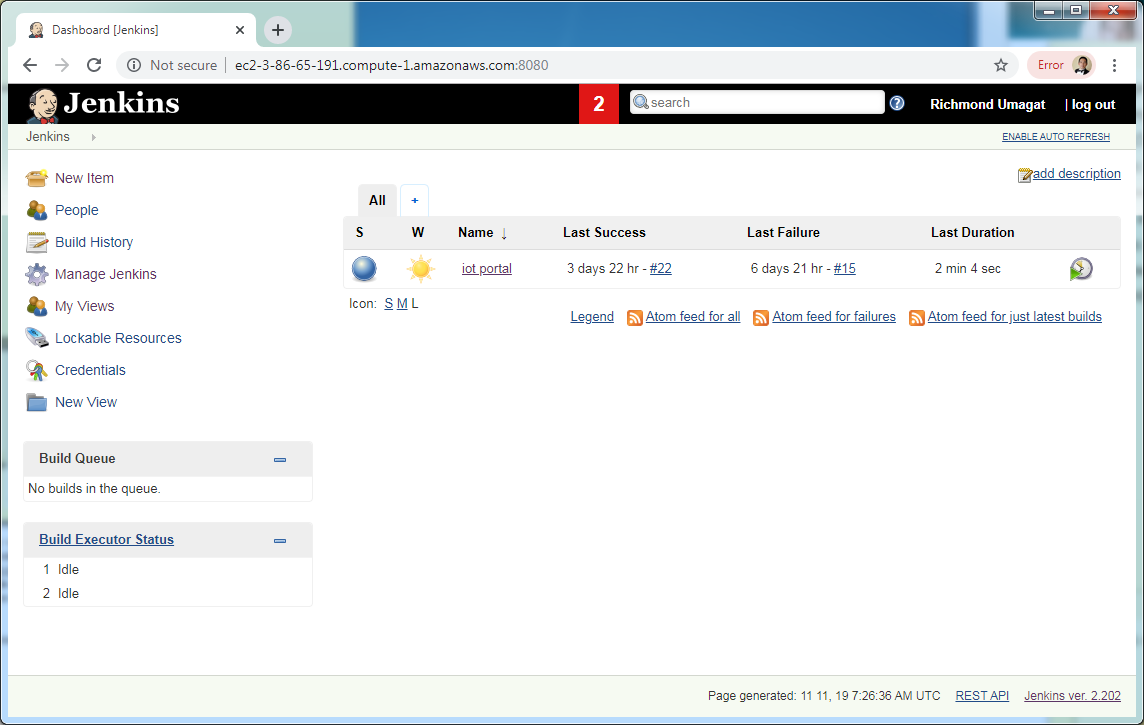 Dashboard [Jenkins]
Not secure | ec2-3-86-65-191.compute-1.amazonaws.com:8080
Error
Jenkins
2
search
Richmond Umagat
| log out
Jenkins
ENABLE AUTO REFRESH
New Item
People
Build History
Manage Jenkins
My Views
Lockable Resources
Credentials
New View
Build Queue
No builds in the queue.
Build Executor Status
1 Idle
2 Idle
add description
All +
S W Name ↓ Last Success Last Failure Last Duration
iot portal 3 days 22 hr - #22 6 days 21 hr - #15 2 min 4 sec
Icon: S M L
Legend Atom feed for all Atom feed for failures Atom feed for just latest builds
Page generated: 11 11, 19 7:26:36 AM UTC REST API Jenkins ver. 2.202